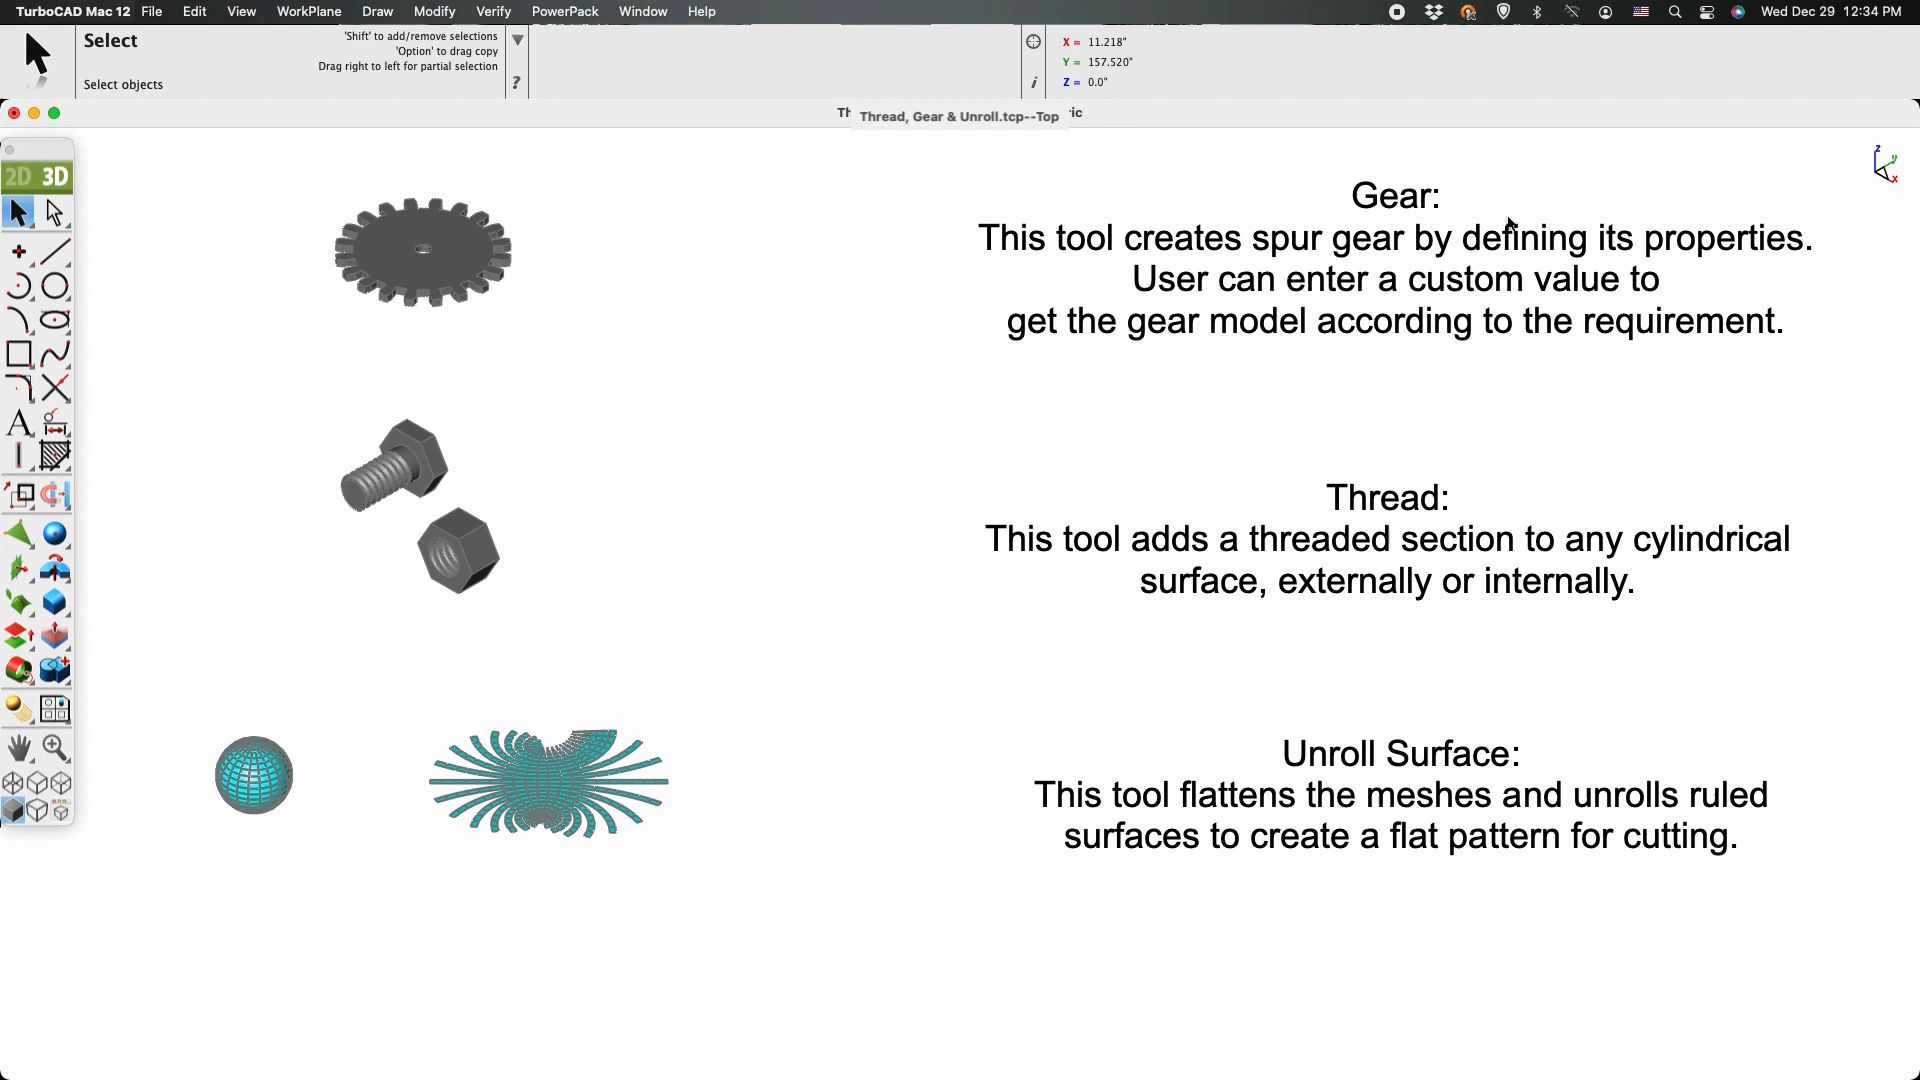 TurboCAD Mac 12 File Edit View WorkPlane Draw Modify Verify PowerPack Window Help Wed Dec 29 12:34 PM
Select
'Shift' to add/remove selections
'Option' to drag copy
Drag right to left for partial selection
Select objects
?
i
X = 11.218"
Y = 157.520"
Z = 0.0"
Thread, Gear & Unroll.tcp--Top
2D 3D
A
z
y
x
Gear:
This tool creates spur gear by defining its properties.
User can enter a custom value to
get the gear model according to the requirement.
Thread:
This tool adds a threaded section to any cylindrical
surface, externally or internally.
Unroll Surface:
This tool flattens the meshes and unrolls ruled
surfaces to create a flat pattern for cutting.